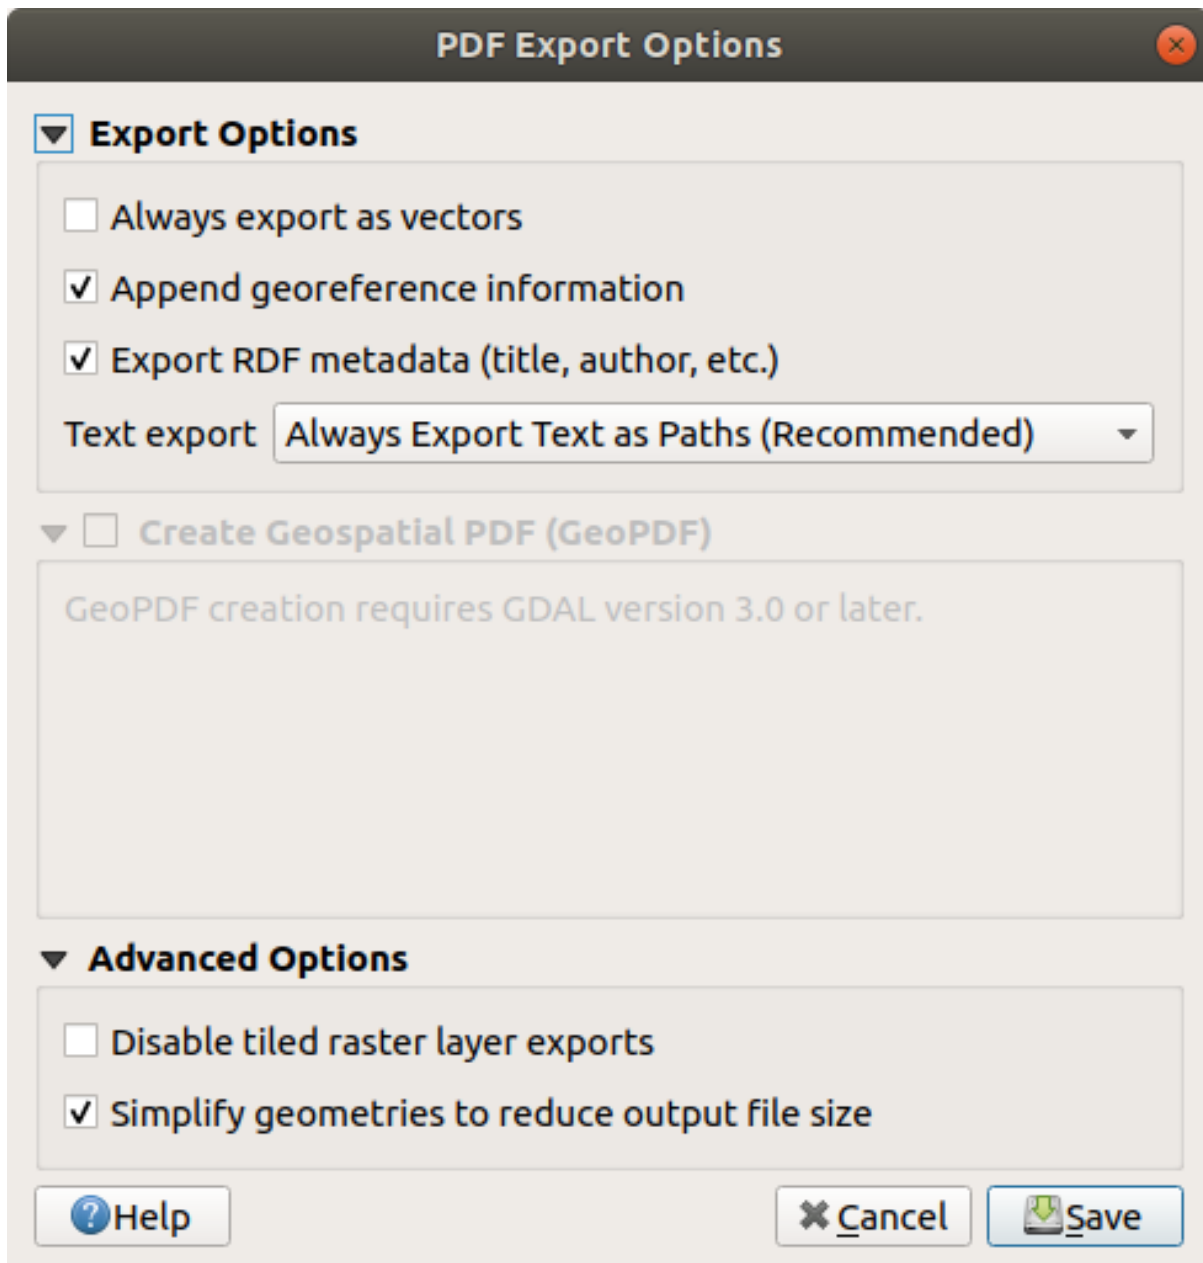 PDF Export Options
Export Options
Always export as vectors
Append georeference information
Export RDF metadata (title, author, etc.)
Text export Always Export Text as Paths (Recommended)
Create Geospatial PDF (GeoPDF)
GeoPDF creation requires GDAL version 3.0 or later.
Advanced Options
Disable tiled raster layer exports
Simplify geometries to reduce output file size
Help Cancel Save